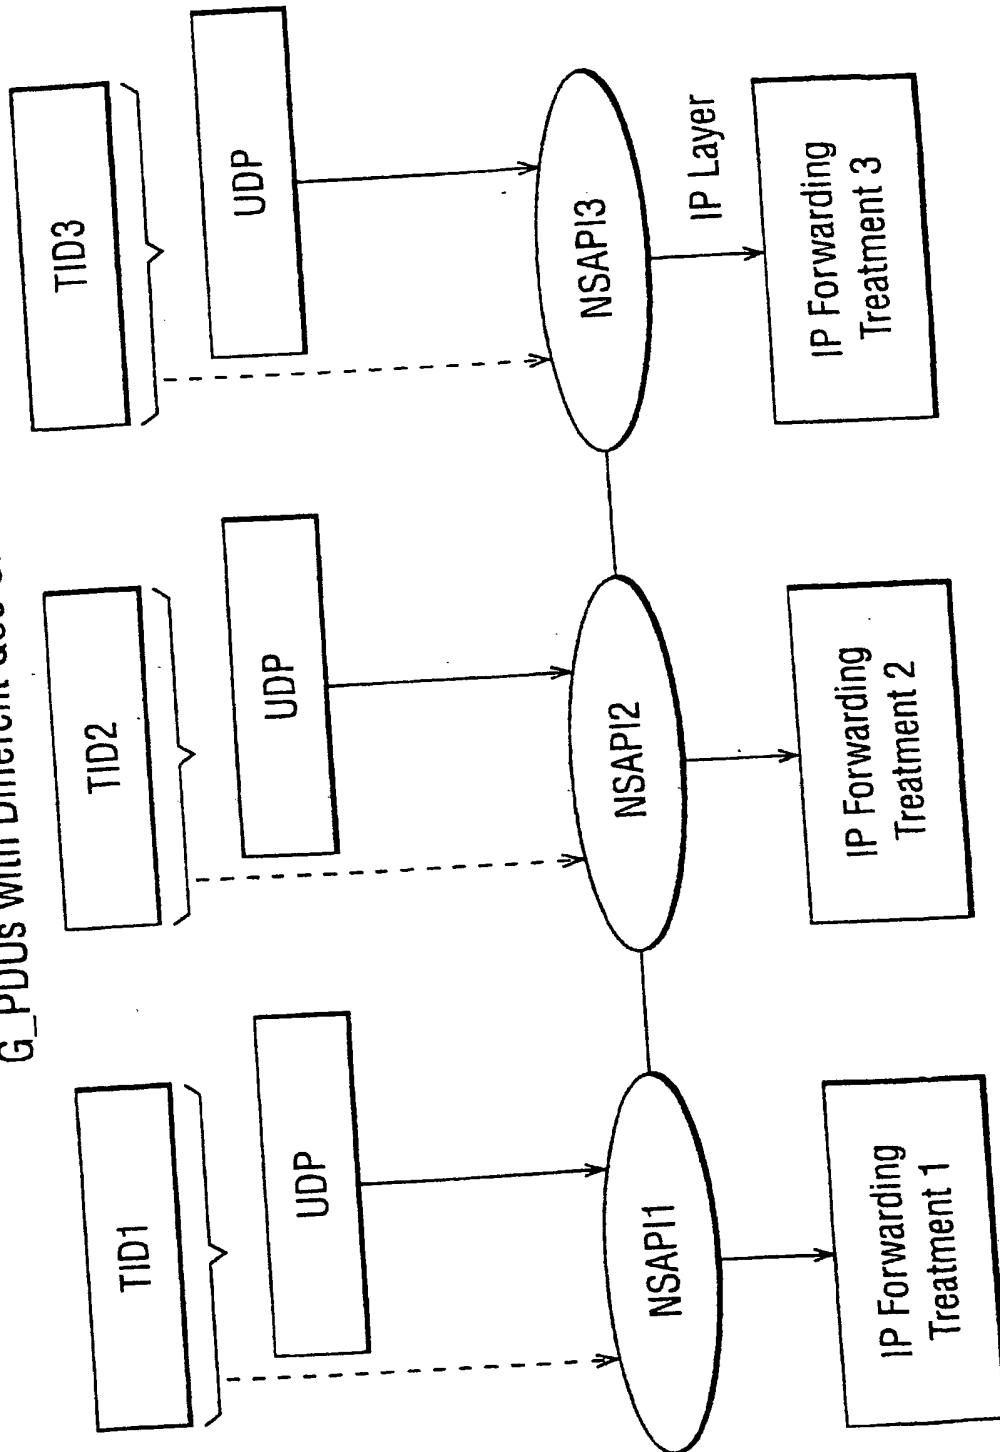 G_PDUs with Different
TID1
TID2
TID3
UDP
UDP
UDP
NSAPI1
NSAPI2
NSAPI3
IP Layer
IP Forwarding
Treatment 1
IP Forwarding
Treatment 2
IP Forwarding
Treatment 3